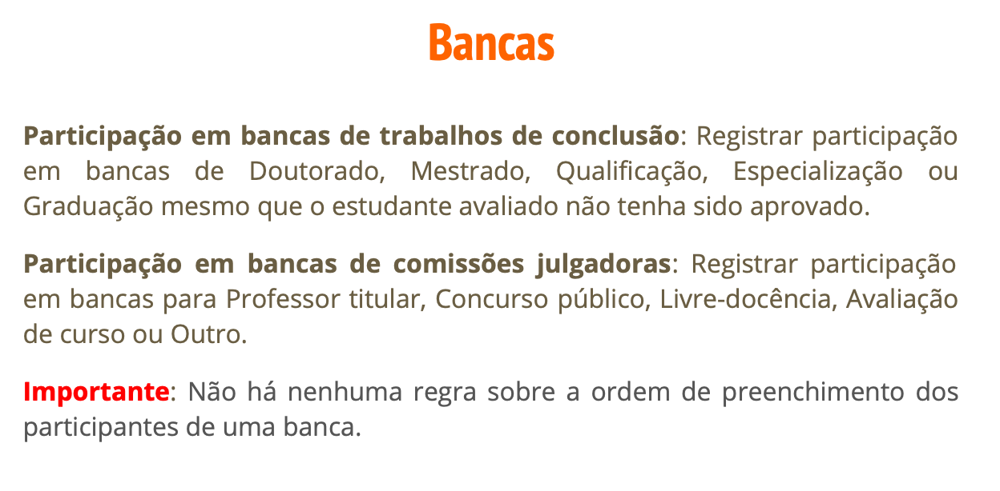 Bancas
Participação em bancas de trabalhos de conclusão: Registrar participação
em bancas de Doutorado, Mestrado, Qualificação, Especialização ou
Graduação mesmo que o estudante avaliado não tenha sido aprovado.
Participação em bancas de comissões julgadoras: Registrar participação
em bancas para Professor titular, Concurso público, Livre-docência, Avaliação
de curso ou Outro.
Importante: Não há nenhuma regra sobre a ordem de preenchimento dos
participantes de uma banca.